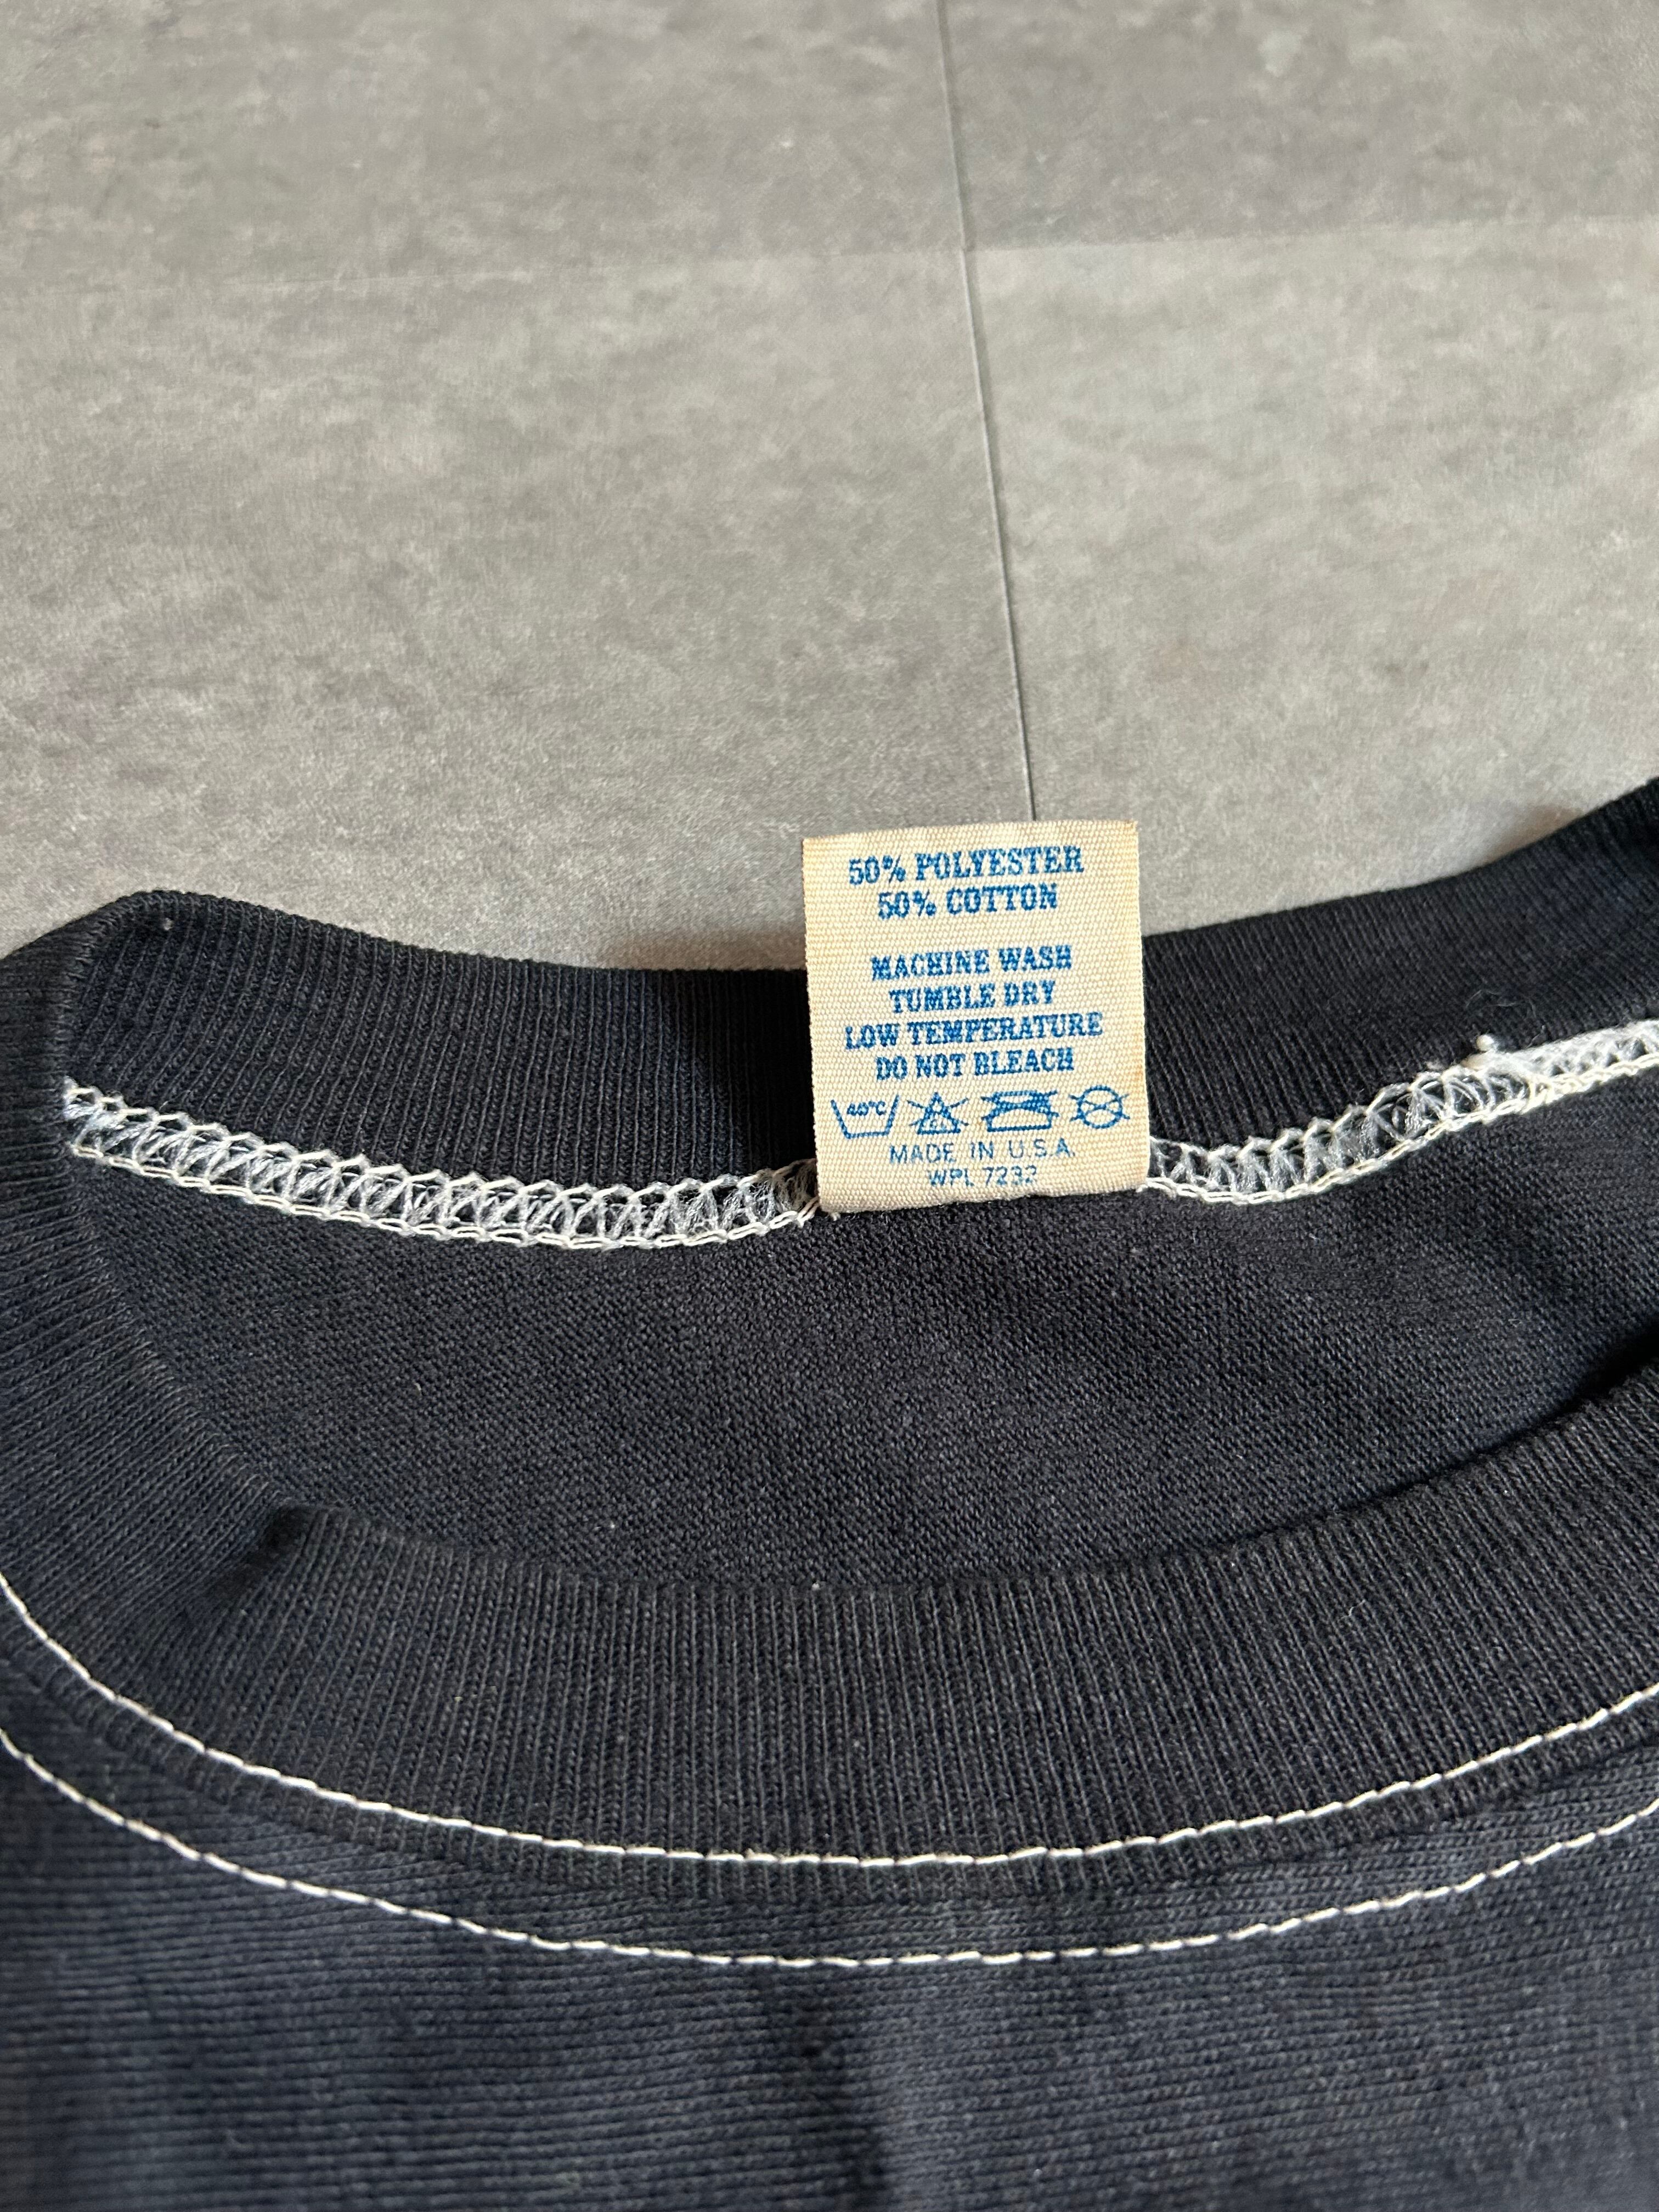 50% POLYESTER
50% COTTON
MACHINE WASH
TUMBLE DRY
LOW TEMPERATURE
DO NOT BLEACH
40°C
MADE IN U.S.A.
WPL 7232